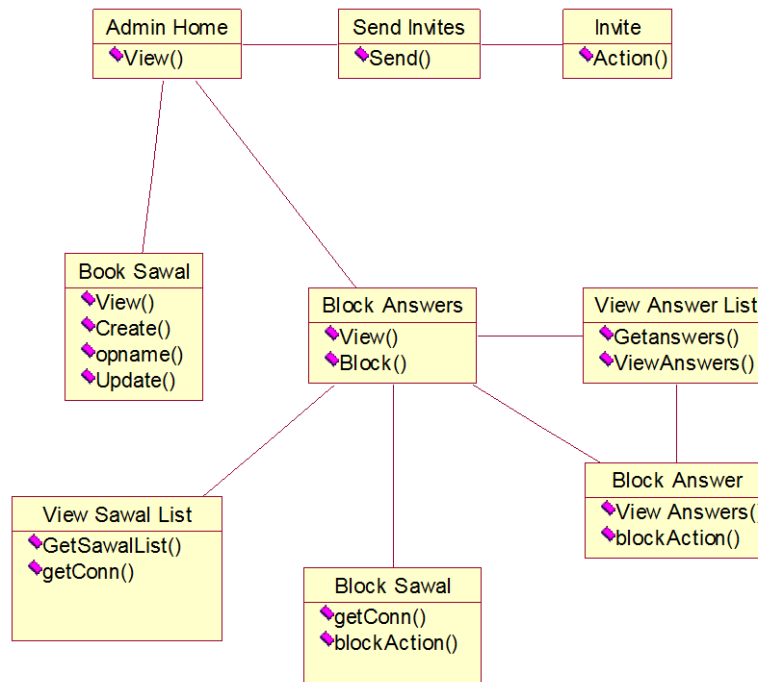 Admin Home
View()
Send Invites
Send()
Invite
Action()
Book Sawal
View()
Create()
opname()
Update()
Block Answers
View()
Block()
View Answer List
Getanswers()
ViewAnswers()
View Sawal List
GetSawalList()
getConn()
Block Sawal
getConn()
blockAction()
Block Answer
View Answers()
blockAction()